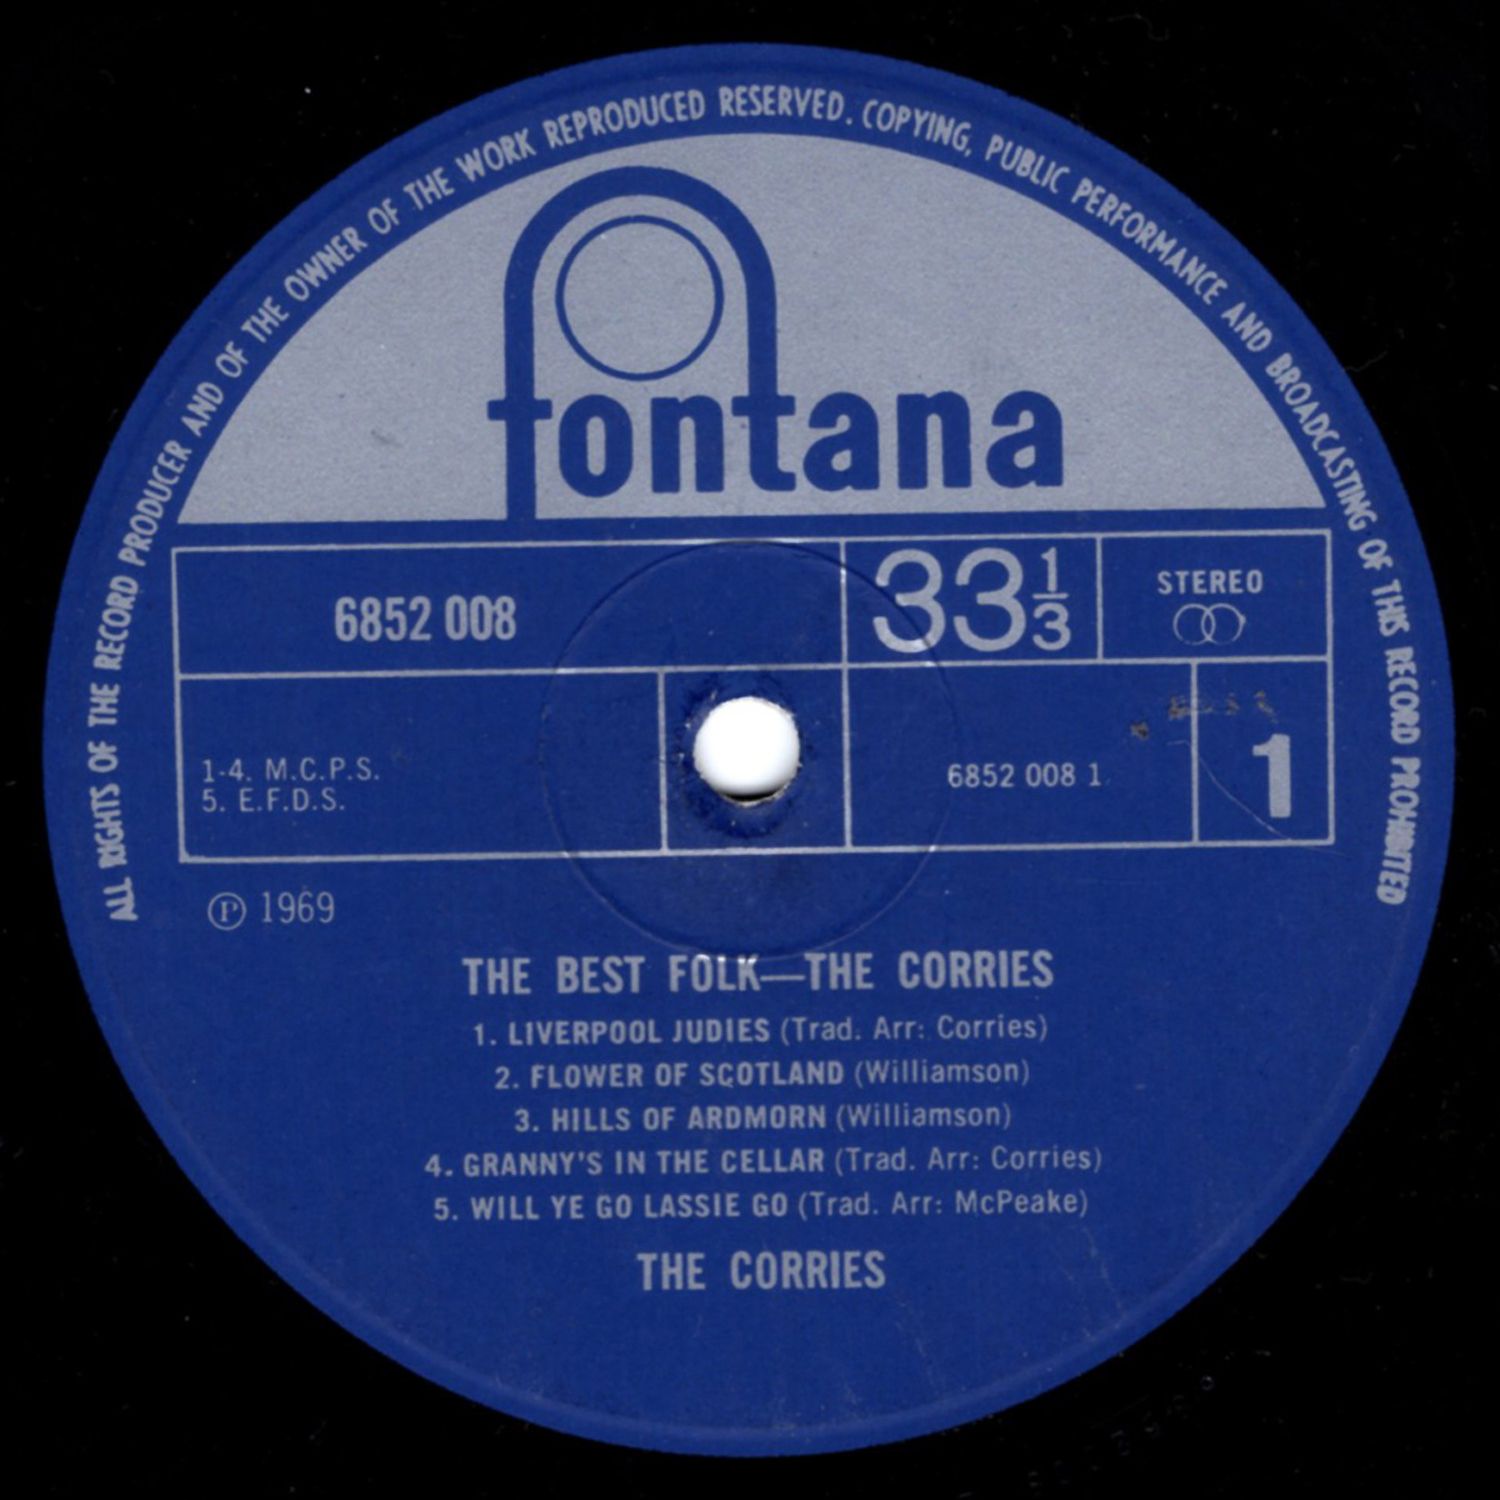 ALL RIGHTS OF THE RECORD PRODUCER AND OF THE OWNER OF THE WORK REPRODUCED RESERVED. COPYING, PUBLIC PERFORMANCE AND BROADCASTING OF THIS RECORD PROHIBITED
fontana
6852 008
33 1/3
STEREO
1-4. M.C.P.S.
5. E.F.D.S.
6852 008 1
1
Ⓟ 1969
THE BEST FOLK—THE CORRIES
1. LIVERPOOL JUDIES (Trad. Arr: Corries)
2. FLOWER OF SCOTLAND (Williamson)
3. HILLS OF ARDMORN (Williamson)
4. GRANNY'S IN THE CELLAR (Trad. Arr: Corries)
5. WILL YE GO LASSIE GO (Trad. Arr: McPeake)
THE CORRIES